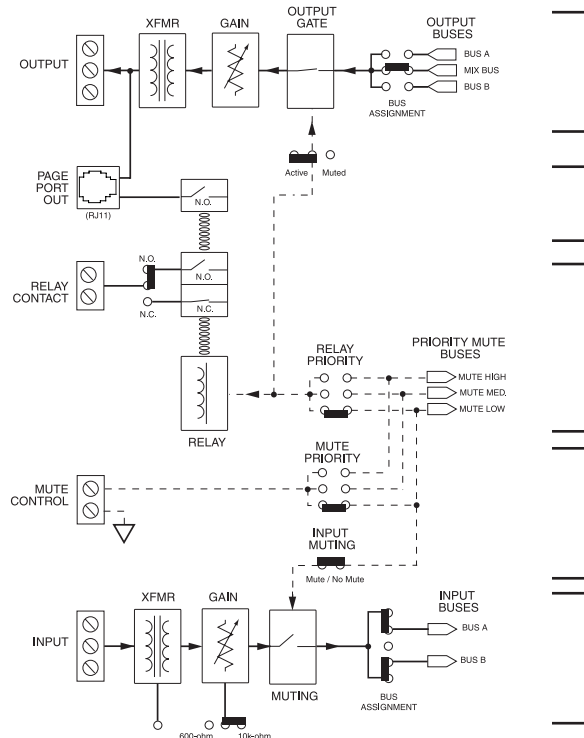 XFMR
GAIN
OUTPUT
GATE
OUTPUT
BUSES
OUTPUT
BUS A
MIX BUS
BUS B
BUS
ASSIGNMENT
Active
Muted
PAGE
PORT
OUT
(RJ11)
N.O.
RELAY
CONTACT
N.O.
N.O.
N.C.
N.C.
RELAY
RELAY
PRIORITY
PRIORITY MUTE
BUSES
MUTE HIGH
MUTE MED.
MUTE LOW
MUTE
PRIORITY
MUTE
CONTROL
INPUT
MUTING
Mute / No Mute
XFMR
GAIN
INPUT
BUSES
INPUT
BUS A
BUS B
MUTING
BUS
ASSIGNMENT
600-ohm
10k-ohm